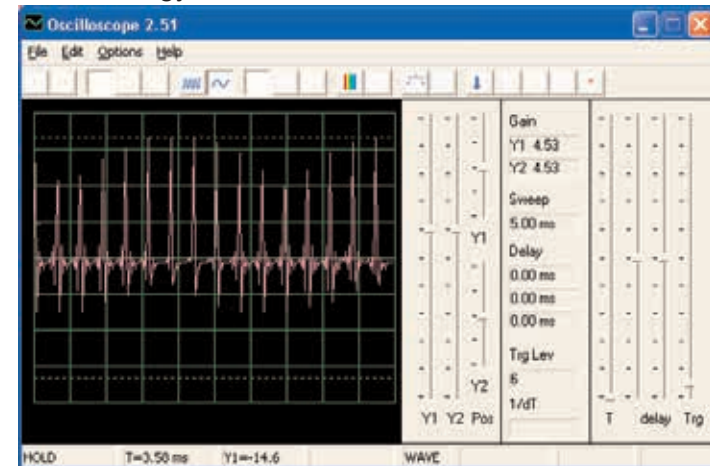 Oscilloscope 2.51
File Edit Options Help
Gain
Y1 4.53
Y2 4.53
Sweep
5.00 ms
Delay
0.00 ms
0.00 ms
0.00 ms
Trg Lev
6
1/dT
Y1
Y2
Y1 Y2 Pos
T delay Trg
HOLD T=3.50 ms Y1=-14.6 WAVE